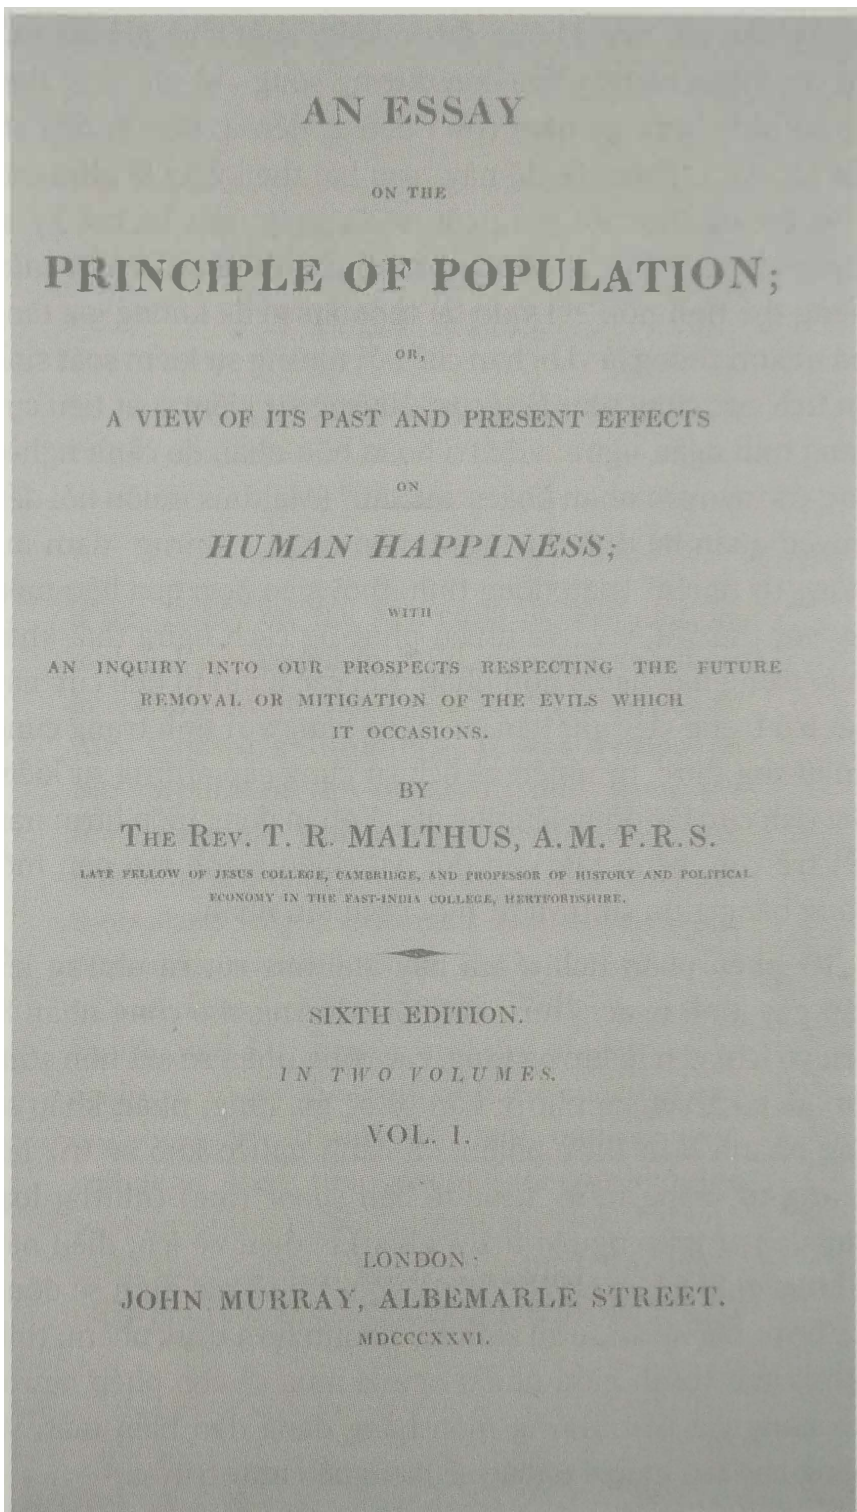 AN ESSAY
ON THE
PRINCIPLE OF POPULATION;
OR,
A VIEW OF ITS PAST AND PRESENT EFFECTS
ON
HUMAN HAPPINESS;
WITH
AN INQUIRY INTO OUR PROSPECTS RESPECTING THE FUTURE
REMOVAL OR MITIGATION OF THE EVILS WHICH
IT OCCASIONS.
BY
THE REV. T. R. MALTHUS, A. M. F. R. S.
LATE FELLOW OF JESUS COLLEGE, CAMBRIDGE, AND PROFESSOR OF HISTORY AND POLITICAL
ECONOMY IN THE EAST-INDIA COLLEGE, HERTFORDSHIRE.
SIXTH EDITION.
IN TWO VOLUMES.
VOL. I.
LONDON:
JOHN MURRAY, ALBEMARLE STREET.
MDCCCXXVI.